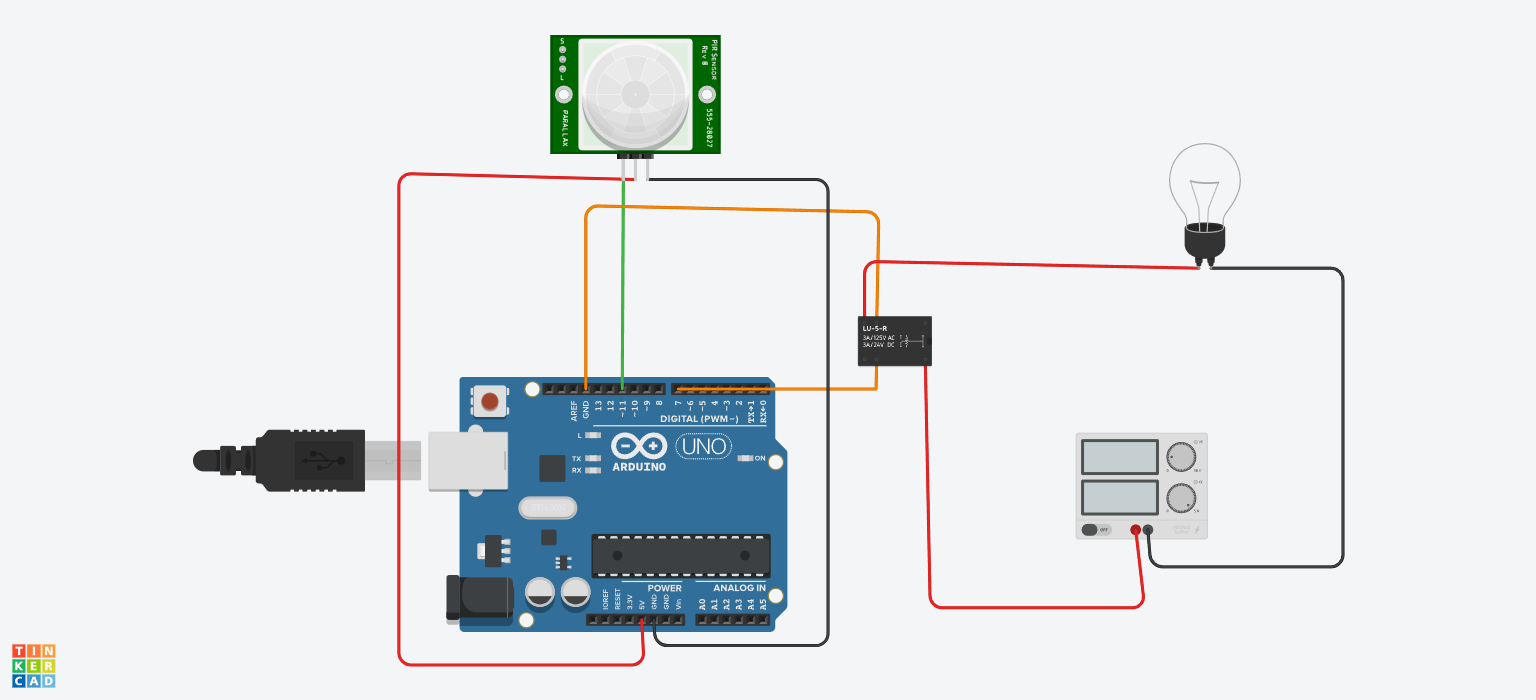 S
L
PIR SENSOR
REV B
PARALLAX
555-28027
LU-5-R
3A/125V AC
3A/24V DC
AREF
GND
13
12
~11
~10
~9
8
7
~6
~5
4
~3
2
TX→1
RX←0
DIGITAL (PWM~)
L
TX
RX
ARDUINO
UNO
ON
POWER
ANALOG IN
IOREF
RESET
3.3V
5V
GND
GND
Vin
A0
A1
A2
A3
A4
A5
OFF
TIN
KER
CAD